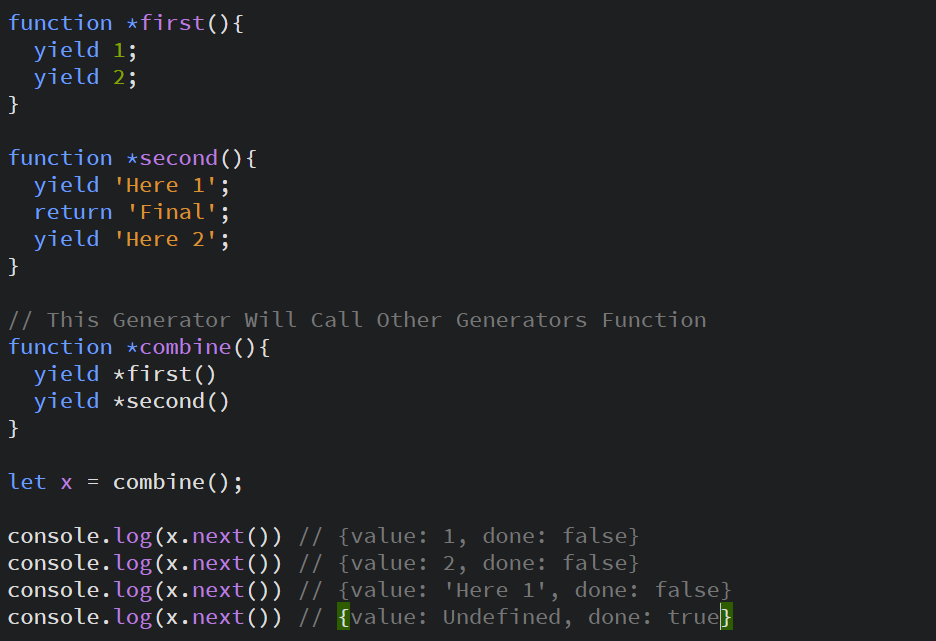 function *first(){
  yield 1;
  yield 2;
}

function *second(){
  yield 'Here 1';
  return 'Final';
  yield 'Here 2';
}

// This Generator Will Call Other Generators Function
function *combine(){
  yield *first()
  yield *second()
}

let x = combine();

console.log(x.next()) // {value: 1, done: false}
console.log(x.next()) // {value: 2, done: false}
console.log(x.next()) // {value: 'Here 1', done: false}
console.log(x.next()) // {value: Undefined, done: true}